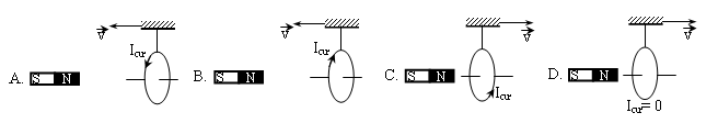 v⃗
I_cư
A. S N
v⃗
I_cư
B. S N
v⃗
C. S N
I_cư
v⃗
D. S N
I_cư= 0